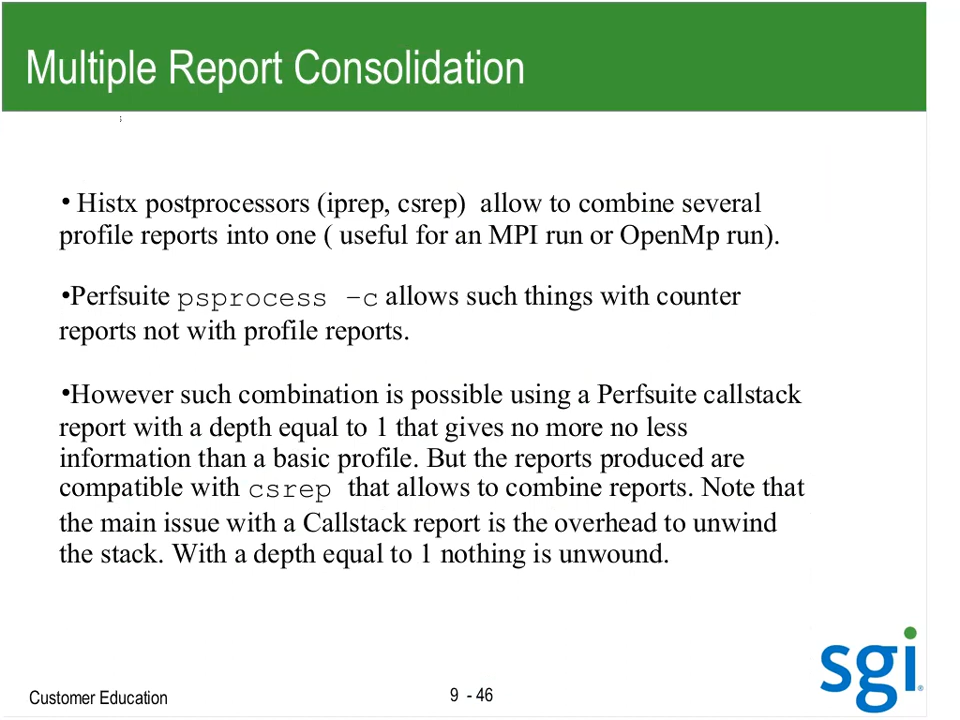 Multiple Report Consolidation
• Histx postprocessors (iprep, csrep)  allow to combine several
profile reports into one ( useful for an MPI run or OpenMp run).
•Perfsuite psprocess –c allows such things with counter
reports not with profile reports.
•However such combination is possible using a Perfsuite callstack
report with a depth equal to 1 that gives no more no less
information than a basic profile. But the reports produced are
compatible with csrep that allows to combine reports. Note that
the main issue with a Callstack report is the overhead to unwind
the stack. With a depth equal to 1 nothing is unwound.
sgi®
Customer Education
9 - 46